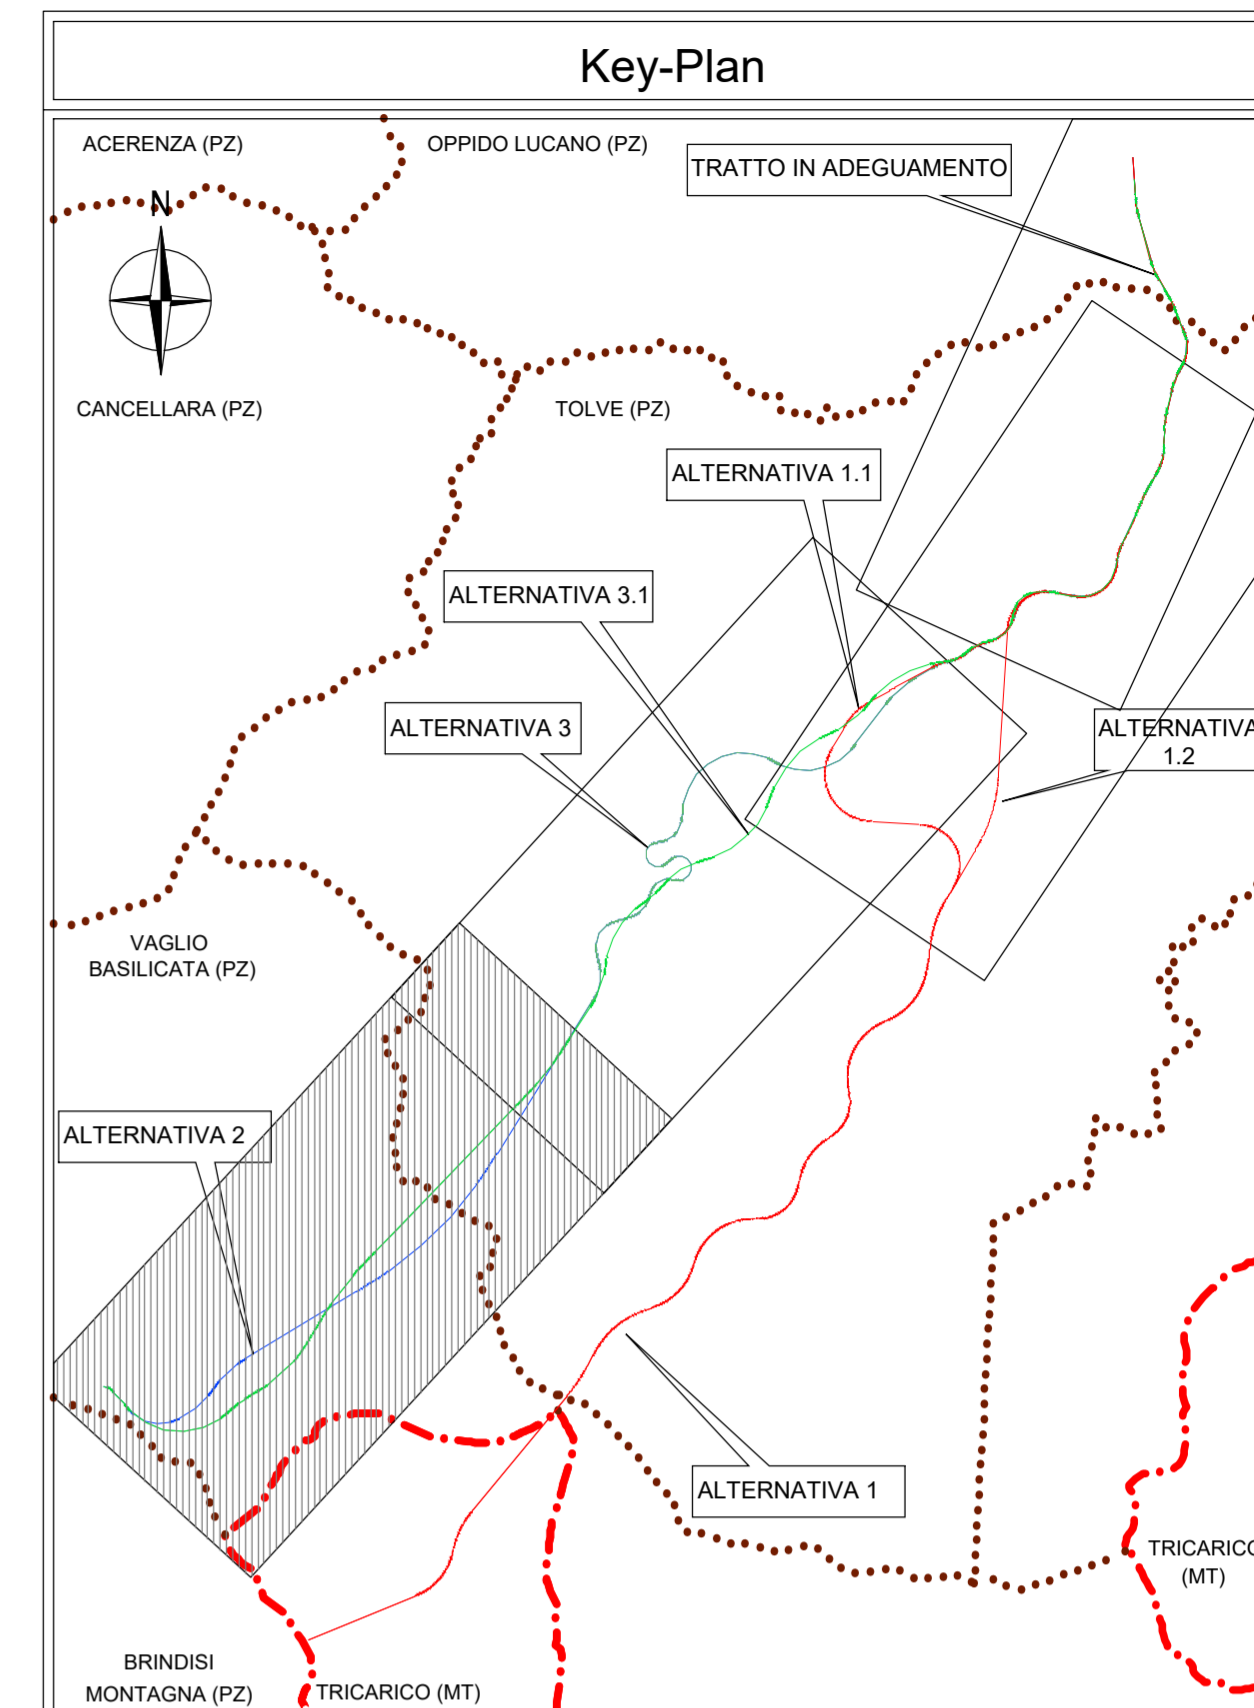 Key-Plan
ACERENZA (PZ)
OPPIDO LUCANO (PZ)
TRATTO IN ADEGUAMENTO
N
CANCELLARA (PZ)
TOLVE (PZ)
ALTERNATIVA 1.1
ALTERNATIVA 3.1
ALTERNATIVA 3
ALTERNATIVA
1.2
VAGLIO
BASILICATA (PZ)
ALTERNATIVA 2
ALTERNATIVA 1
TRICARICO
(MT)
BRINDISI
MONTAGNA (PZ)
TRICARICO (MT)